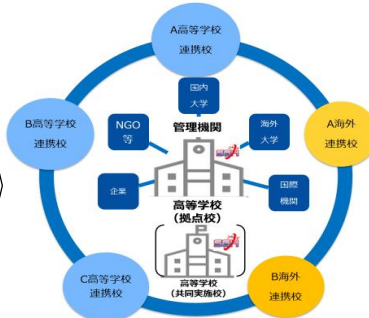 A高等学校
連携校
国内
大学
B高等学校
連携校
NGO
等
管理機関
海外
大学
A海外
連携校
企業
高等学校
(拠点校)
国際
機関
C高等学校
連携校
高等学校
(共同実施校)
B海外
連携校